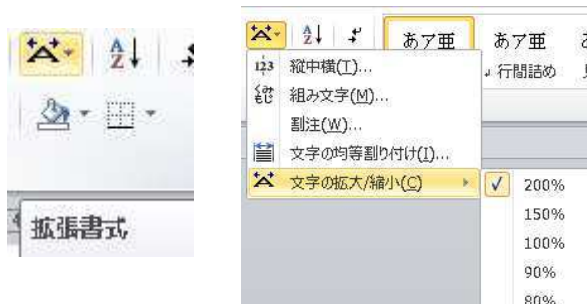 A
Z
拡張書式
A
Z
あア亜
あア亜
↲ 行間詰め
縦中横(T)...
組み文字(M)...
割注(W)...
文字の均等割り付け(I)...
文字の拡大/縮小(C)
200%
150%
100%
90%
80%